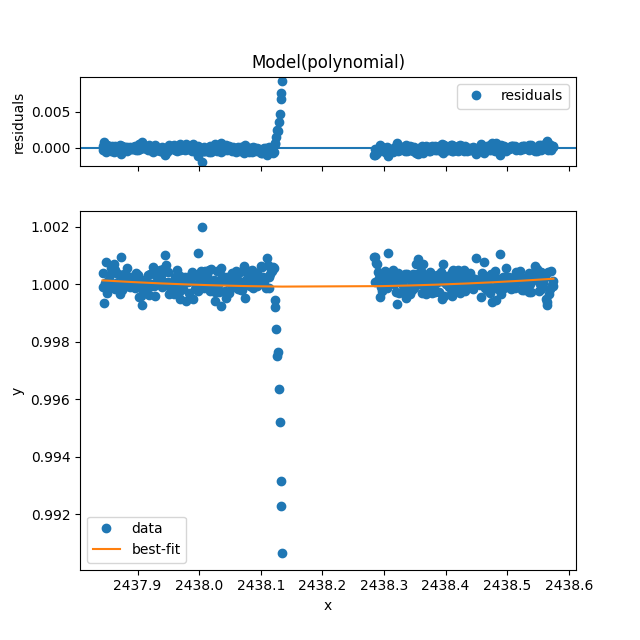 Model(polynomial)
residuals
0.005
0.000
residuals
1.002
1.000
0.998
0.996
0.994
0.992
y
data
best-fit
2437.9 2438.0 2438.1 2438.2 2438.3 2438.4 2438.5 2438.6
x